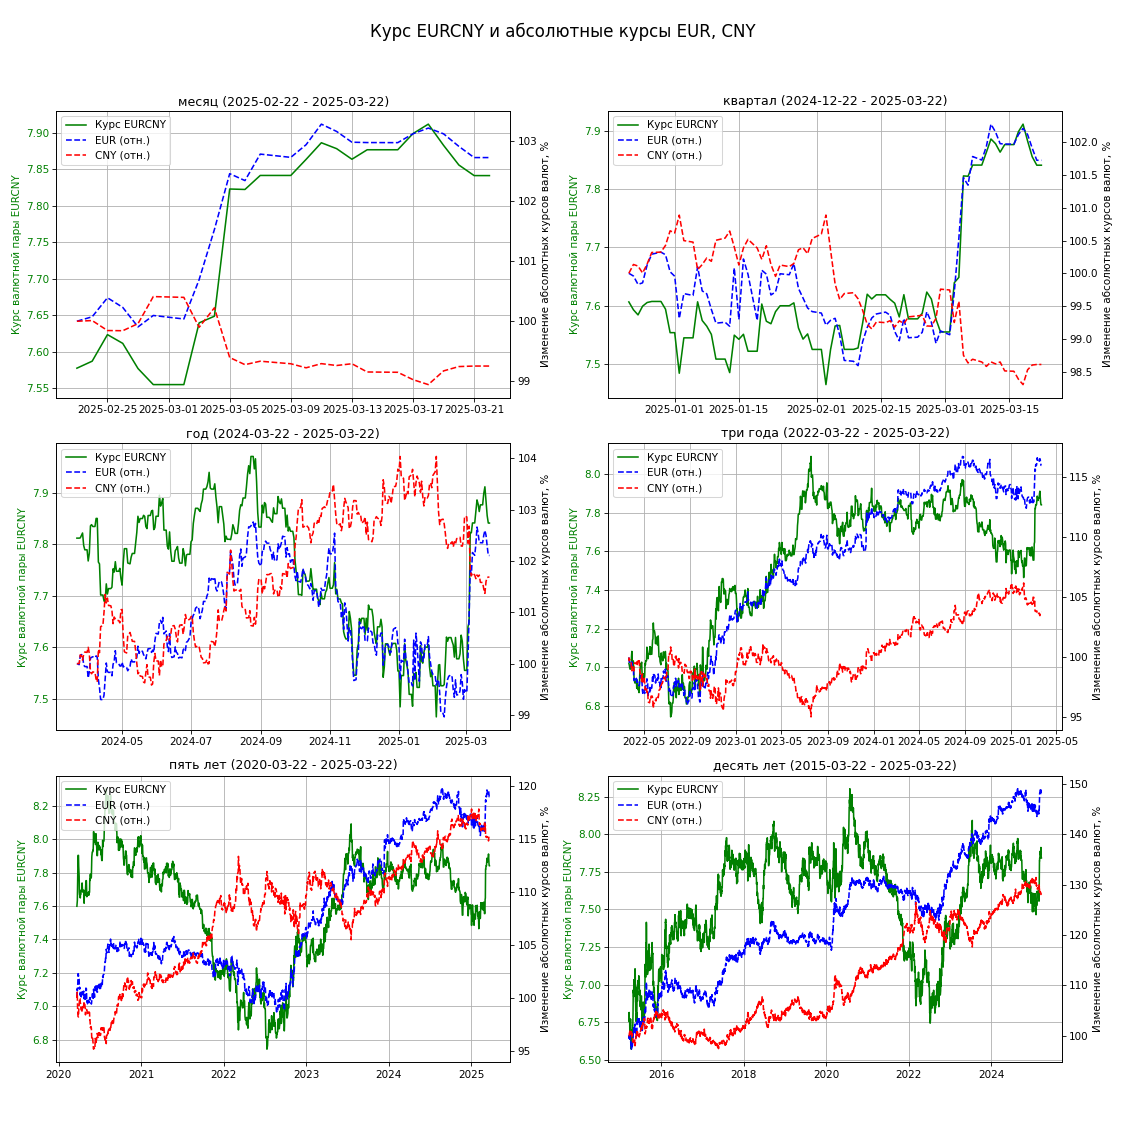 Курс EURCNY и абсолютные курсы EUR, CNY
месяц (2025-02-22 - 2025-03-22)
Курс EURCNY
EUR (отн.)
CNY (отн.)
7.90
7.85
7.80
7.75
7.70
7.65
7.60
7.55
Курс валютной пары EURCNY
103
102
101
100
99
Изменение абсолютных курсов валют, %
2025-02-25 2025-03-01 2025-03-05 2025-03-09 2025-03-13 2025-03-17 2025-03-21
квартал (2024-12-22 - 2025-03-22)
Курс EURCNY
EUR (отн.)
CNY (отн.)
7.9
7.8
7.7
7.6
7.5
Курс валютной пары EURCNY
102.0
101.5
101.0
100.5
100.0
99.5
99.0
98.5
Изменение абсолютных курсов валют, %
2025-01-01 2025-01-15 2025-02-01 2025-02-15 2025-03-01 2025-03-15
год (2024-03-22 - 2025-03-22)
Курс EURCNY
EUR (отн.)
CNY (отн.)
7.9
7.8
7.7
7.6
7.5
Курс валютной пары EURCNY
104
103
102
101
100
99
Изменение абсолютных курсов валют, %
2024-05 2024-07 2024-09 2024-11 2025-01 2025-03
три года (2022-03-22 - 2025-03-22)
Курс EURCNY
EUR (отн.)
CNY (отн.)
8.0
7.8
7.6
7.4
7.2
7.0
6.8
Курс валютной пары EURCNY
115
110
105
100
95
Изменение абсолютных курсов валют, %
2022-05 2022-09 2023-01 2023-05 2023-09 2024-01 2024-05 2024-09 2025-01 2025-05
пять лет (2020-03-22 - 2025-03-22)
Курс EURCNY
EUR (отн.)
CNY (отн.)
8.2
8.0
7.8
7.6
7.4
7.2
7.0
6.8
Курс валютной пары EURCNY
120
115
110
105
100
95
Изменение абсолютных курсов валют, %
2020 2021 2022 2023 2024 2025
десять лет (2015-03-22 - 2025-03-22)
Курс EURCNY
EUR (отн.)
CNY (отн.)
8.25
8.00
7.75
7.50
7.25
7.00
6.75
6.50
Курс валютной пары EURCNY
150
140
130
120
110
100
Изменение абсолютных курсов валют, %
2016 2018 2020 2022 2024